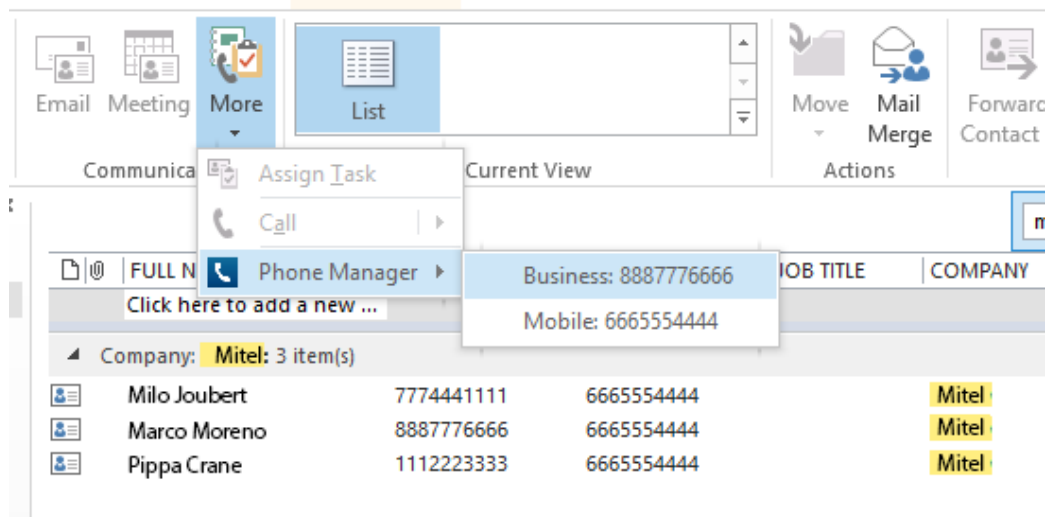 Email Meeting More List Move Mail Merge Forward Contact
Communica Current View Actions
Assign Task
Call
Phone Manager
Business: 8887776666
Mobile: 6665554444
FULL N JOB TITLE COMPANY
Click here to add a new ...
Company: Mitel: 3 item(s)
Milo Joubert 7774441111 6665554444 Mitel
Marco Moreno 8887776666 6665554444 Mitel
Pippa Crane 1112223333 6665554444 Mitel